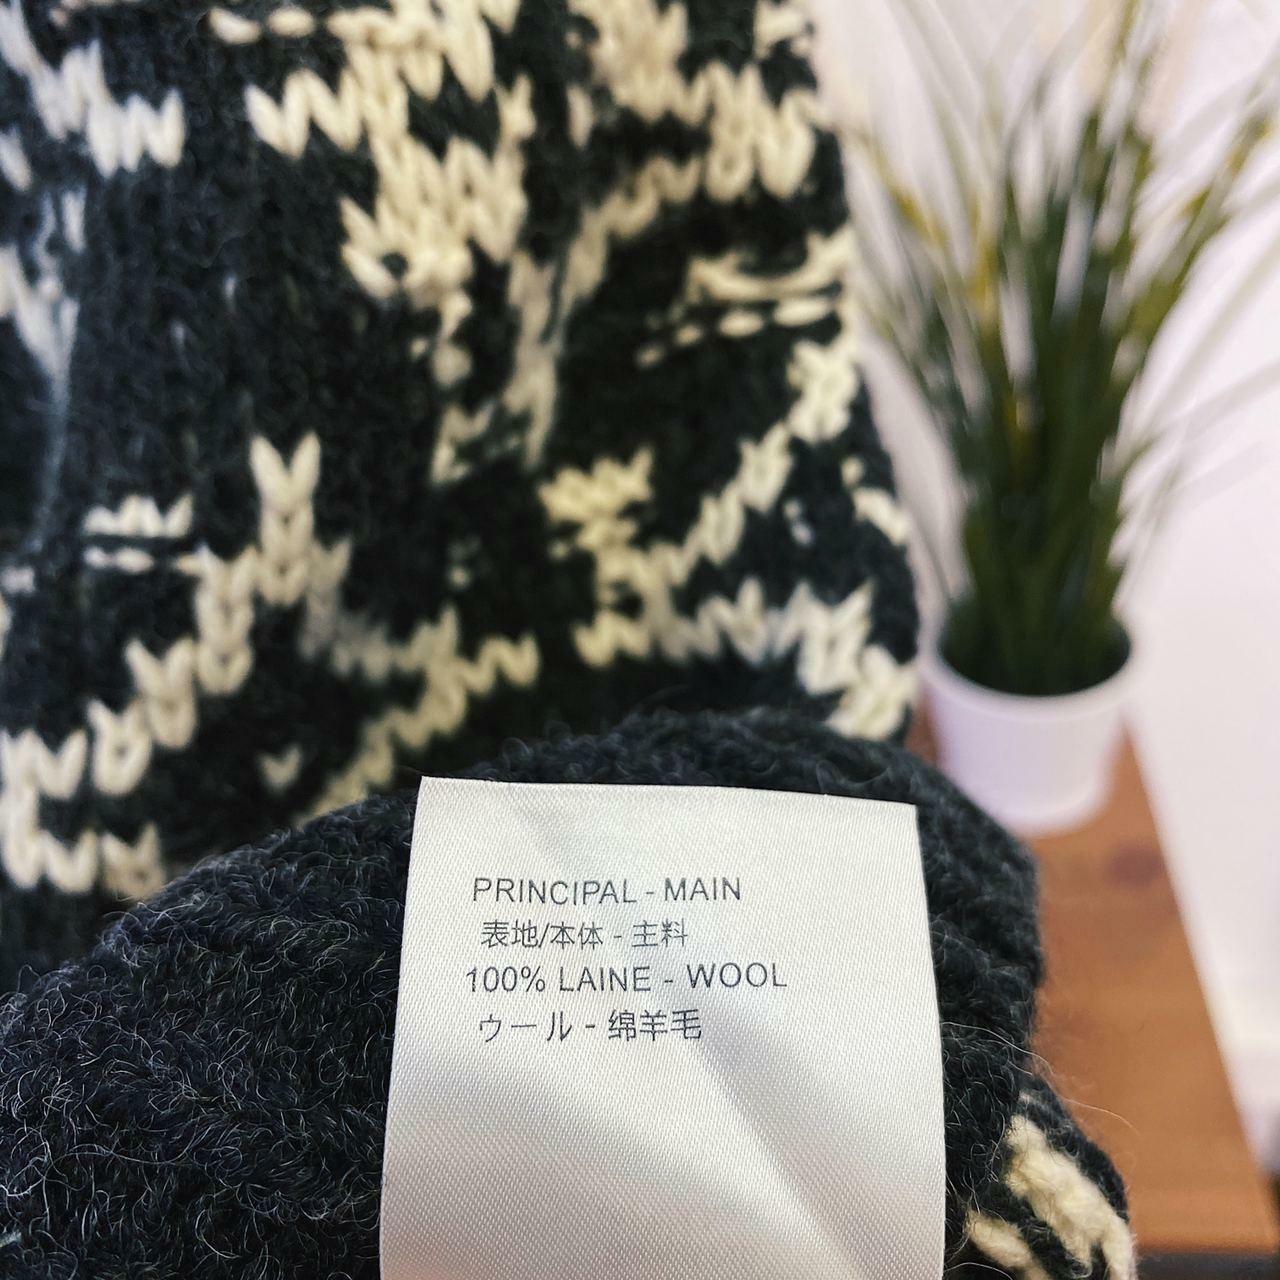 PRINCIPAL - MAIN
表地/本体 - 主料
100% LAINE - WOOL
ウール - 绵羊毛